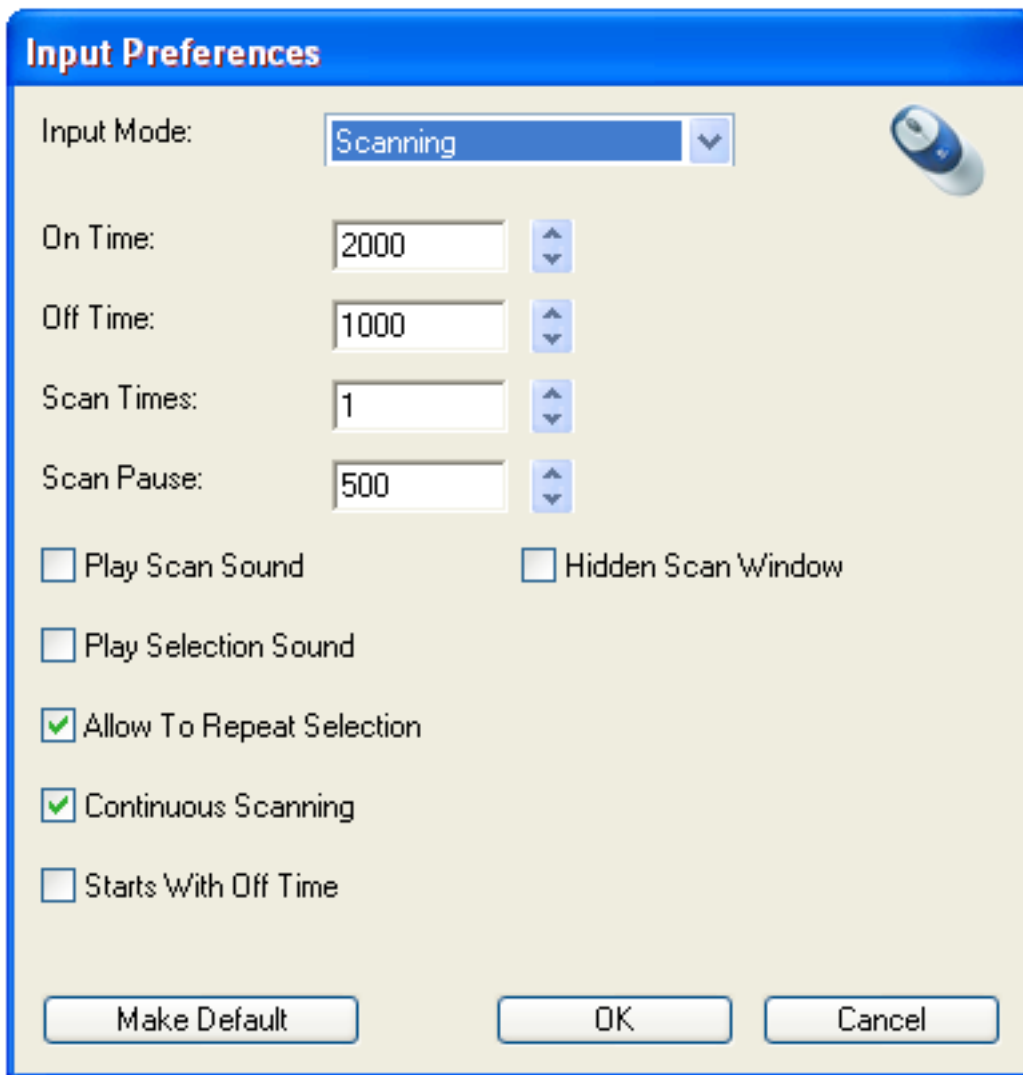 Input Preferences
Input Mode: Scanning
On Time: 2000
Off Time: 1000
Scan Times: 1
Scan Pause: 500
Play Scan Sound Hidden Scan Window
Play Selection Sound
Allow To Repeat Selection
Continuous Scanning
Starts With Off Time
Make Default OK Cancel